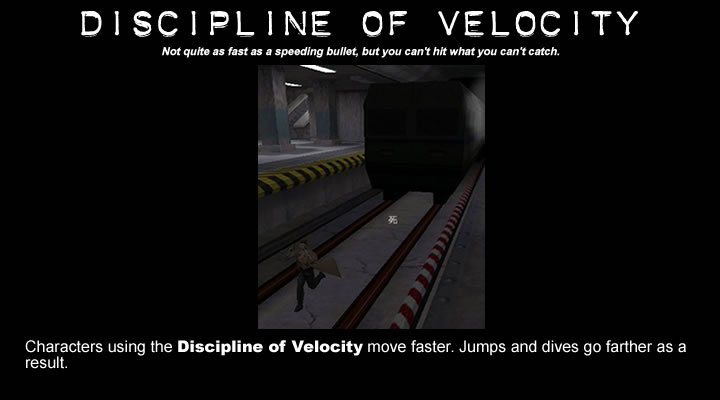 DISCIPLINE OF VELOCITY
Not quite as fast as a speeding bullet, but you can't hit what you can't catch.
死
Characters using the Discipline of Velocity move faster. Jumps and dives go farther as a
result.